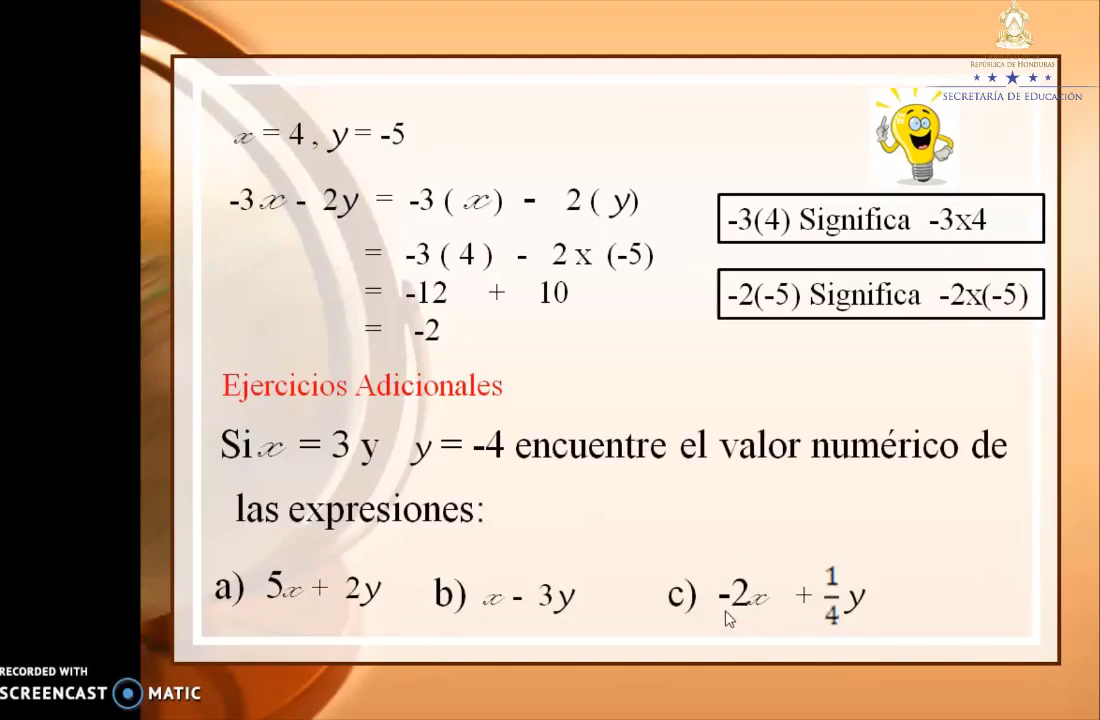 REPÚBLICA DE HONDURAS
SECRETARÍA DE EDUCACIÓN
x = 4 , y = -5
-3x - 2y = -3 ( x ) - 2 ( y )
= -3 ( 4 ) - 2 x (-5)
= -12 + 10
= -2
-3(4) Significa -3x4
-2(-5) Significa -2x(-5)
Ejercicios Adicionales
Si x = 3 y y = -4 encuentre el valor numérico de
las expresiones:
a) 5x + 2y b) x - 3y c) -2x + 1/4 y
RECORDED WITH
SCREENCAST MATIC